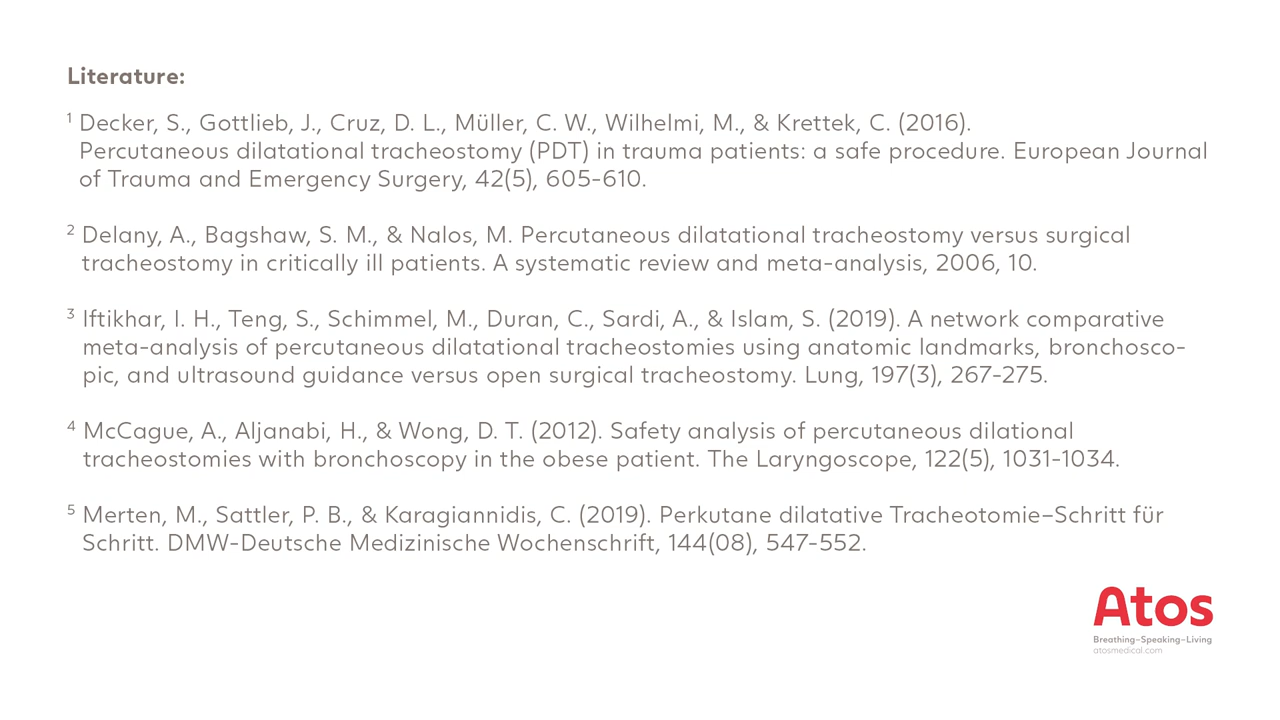 Literature:
¹ Decker, S., Gottlieb, J., Cruz, D. L., Müller, C. W., Wilhelmi, M., & Krettek, C. (2016).
Percutaneous dilatational tracheostomy (PDT) in trauma patients: a safe procedure. European Journal
of Trauma and Emergency Surgery, 42(5), 605-610.
² Delany, A., Bagshaw, S. M., & Nalos, M. Percutaneous dilatational tracheostomy versus surgical
tracheostomy in critically ill patients. A systematic review and meta-analysis, 2006, 10.
³ Iftikhar, I. H., Teng, S., Schimmel, M., Duran, C., Sardi, A., & Islam, S. (2019). A network comparative
meta-analysis of percutaneous dilatational tracheostomies using anatomic landmarks, bronchosco-
pic, and ultrasound guidance versus open surgical tracheostomy. Lung, 197(3), 267-275.
⁴ McCague, A., Aljanabi, H., & Wong, D. T. (2012). Safety analysis of percutaneous dilational
tracheostomies with bronchoscopy in the obese patient. The Laryngoscope, 122(5), 1031-1034.
⁵ Merten, M., Sattler, P. B., & Karagiannidis, C. (2019). Perkutane dilatative Tracheotomie–Schritt für
Schritt. DMW-Deutsche Medizinische Wochenschrift, 144(08), 547-552.
Atos
Breathing–Speaking–Living
atosmedical.com